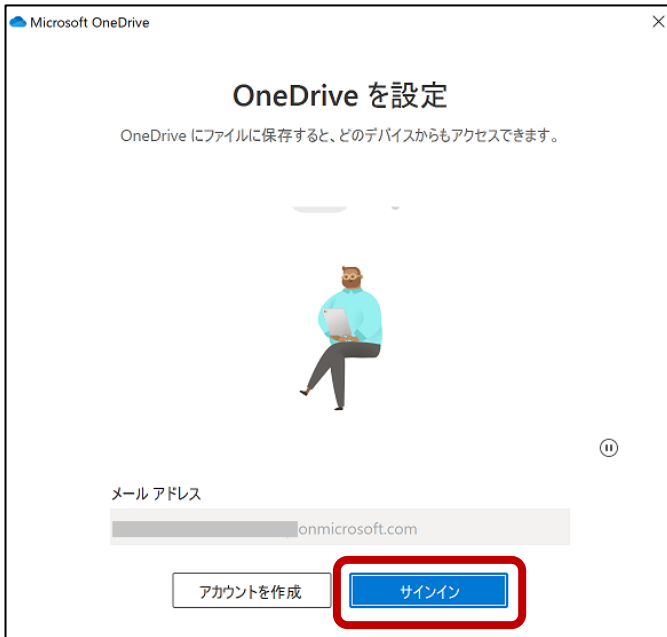 Microsoft OneDrive
OneDrive を設定
OneDrive にファイルに保存すると、どのデバイスからもアクセスできます。
メール アドレス
onmicrosoft.com
アカウントを作成
サインイン